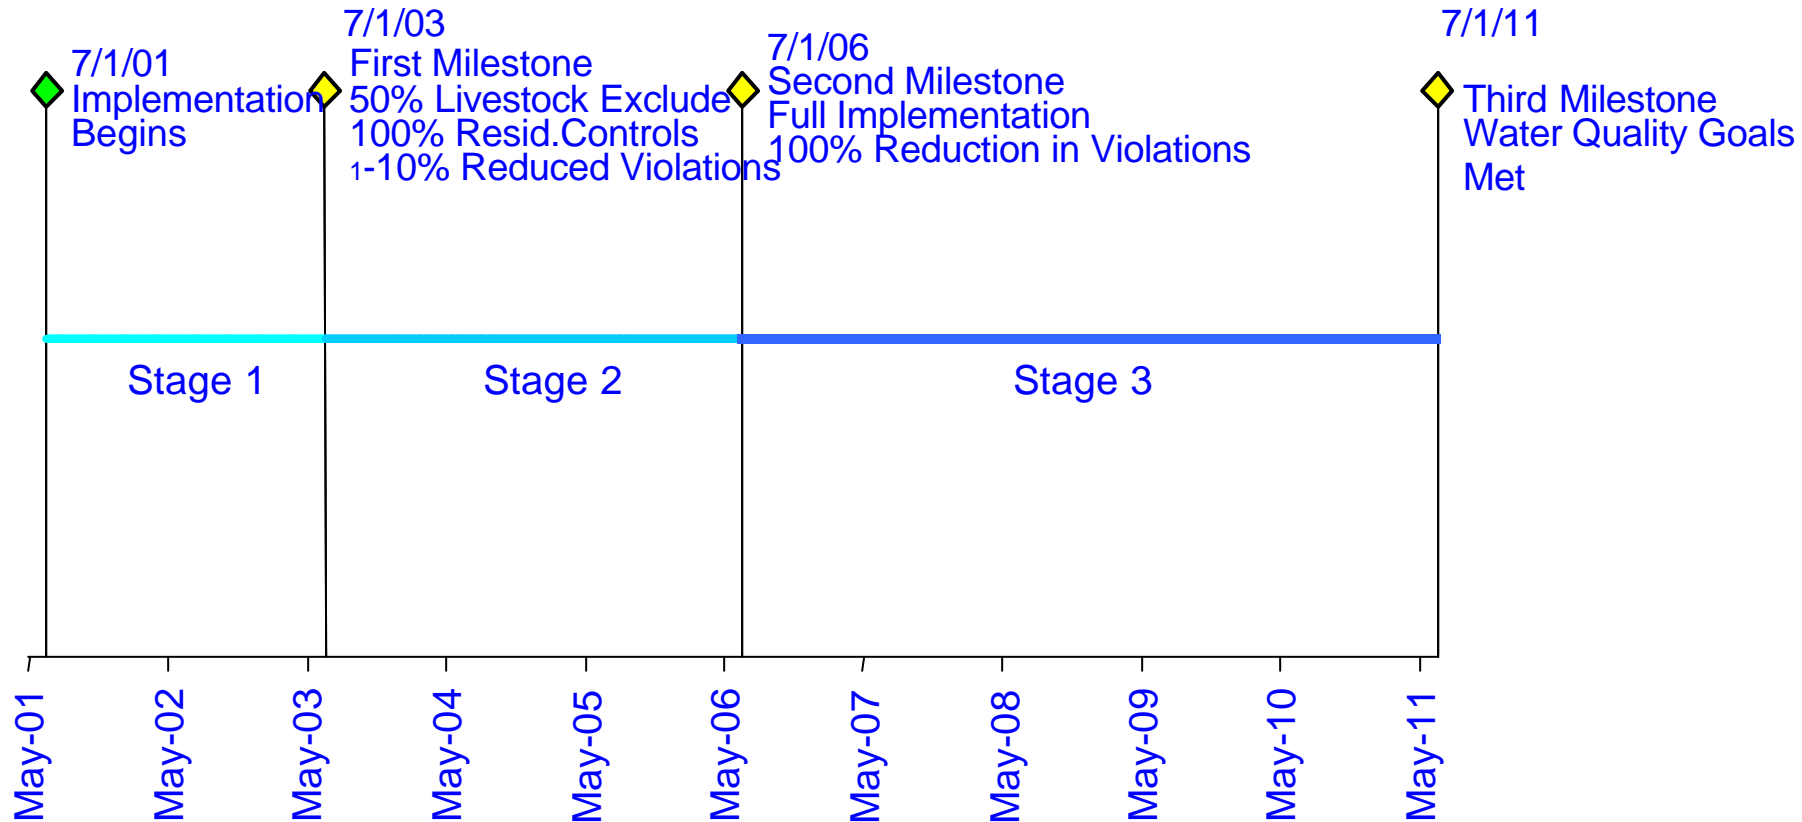 7/1/01
Implementation
Begins
7/1/03
First Milestone
50% Livestock Exclude
100% Resid.Controls
1-10% Reduced Violations
7/1/06
Second Milestone
Full Implementation
100% Reduction in Violations
7/1/11
Third Milestone
Water Quality Goals
Met
Stage 1
Stage 2
Stage 3
May-01
May-02
May-03
May-04
May-05
May-06
May-07
May-08
May-09
May-10
May-11